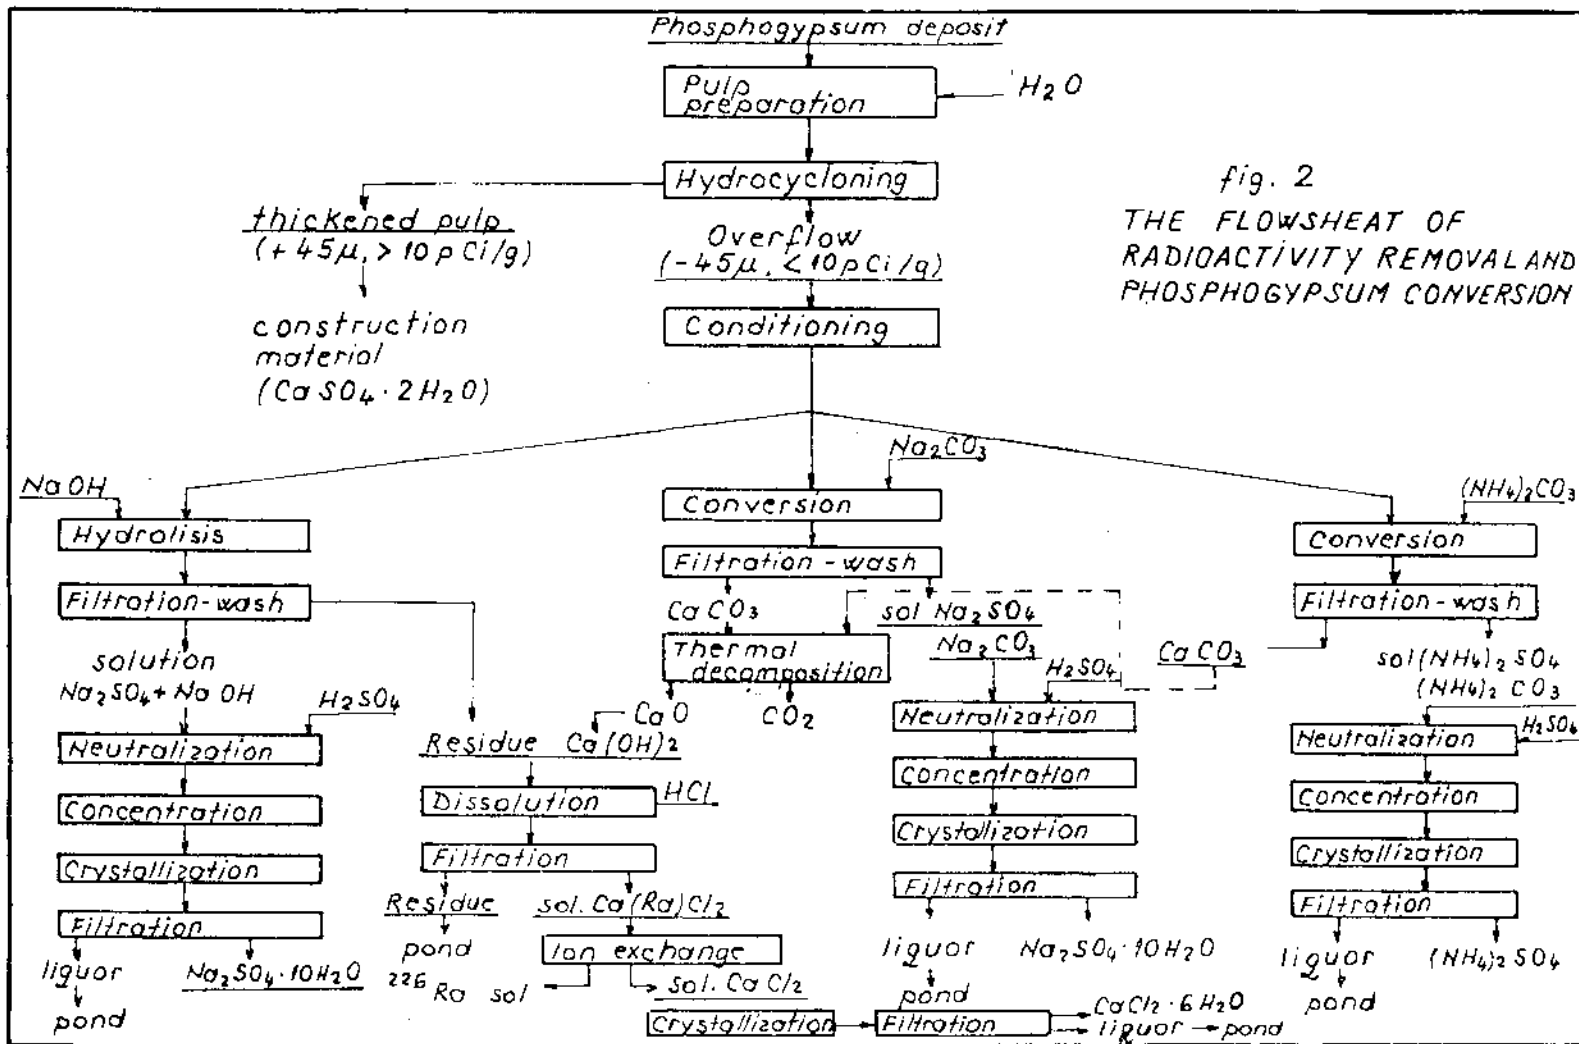 Phosphogypsum deposit
Pulp
preparation
H₂O
Hydrocycloning
fig. 2
THE FLOWSHEAT OF
RADIOACTIVITY REMOVAL AND
PHOSPHOGYPSUM CONVERSION
thickened pulp
(+45μ, >10pCi/g)
construction
material
(CaSO₄·2H₂O)
Overflow
(-45μ, <10pCi/g)
Conditioning
NaOH
Hydralisis
Filtration-wash
solution
Na₂SO₄+NaOH
H₂SO₄
Neutralization
Concentration
Crystallization
Filtration
liquor
pond
Na₂SO₄·10H₂O
Na₂CO₃
Conversion
Filtration-wash
CaCO₃
sol Na₂SO₄
Na₂CO₃
Thermal
decomposition
CaO
CO₂
Residue Ca(OH)₂
Dissolution
HCl
Filtration
Residue
pond
sol. Ca(Ra)Cl₂
Ion exchange
²²⁶Ra sol
sol. CaCl₂
Crystallization
Filtration
CaCl₂·6H₂O
liquor → pond
H₂SO₄
Neutralization
Concentration
Crystallization
Filtration
liquor
pond
Na₂SO₄·10H₂O
(NH₄)₂CO₃
Conversion
Filtration-wash
CaCO₃
sol(NH₄)₂SO₄
(NH₄)₂CO₃
H₂SO₄
Neutralization
Concentration
Crystallization
Filtration
liquor
pond
(NH₄)₂SO₄